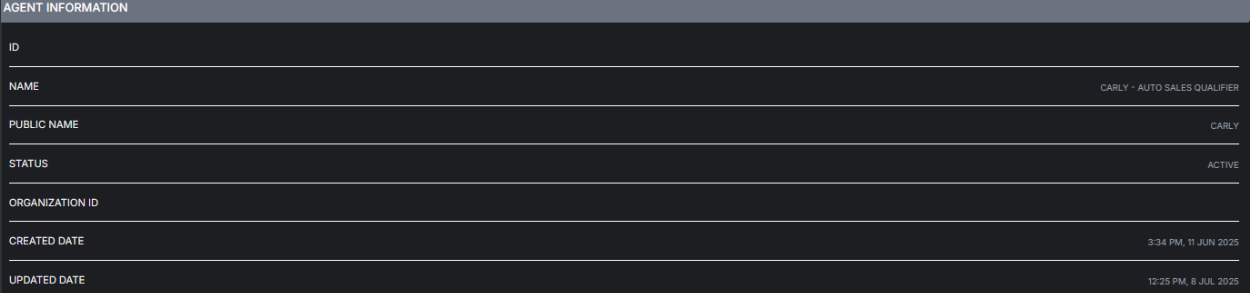 AGENT INFORMATION
ID
NAME CARLY - AUTO SALES QUALIFIER
PUBLIC NAME CARLY
STATUS ACTIVE
ORGANIZATION ID
CREATED DATE 3:34 PM, 11 JUN 2025
UPDATED DATE 12:25 PM, 8 JUL 2025